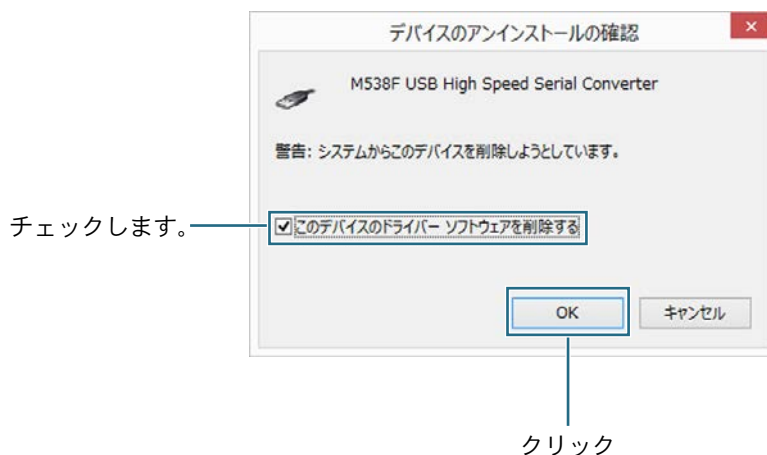 デバイスのアンインストールの確認
×
M538F USB High Speed Serial Converter
警告: システムからこのデバイスを削除しようとしています。
チェックします。
このデバイスのドライバー ソフトウェアを削除する
OK
キャンセル
クリック